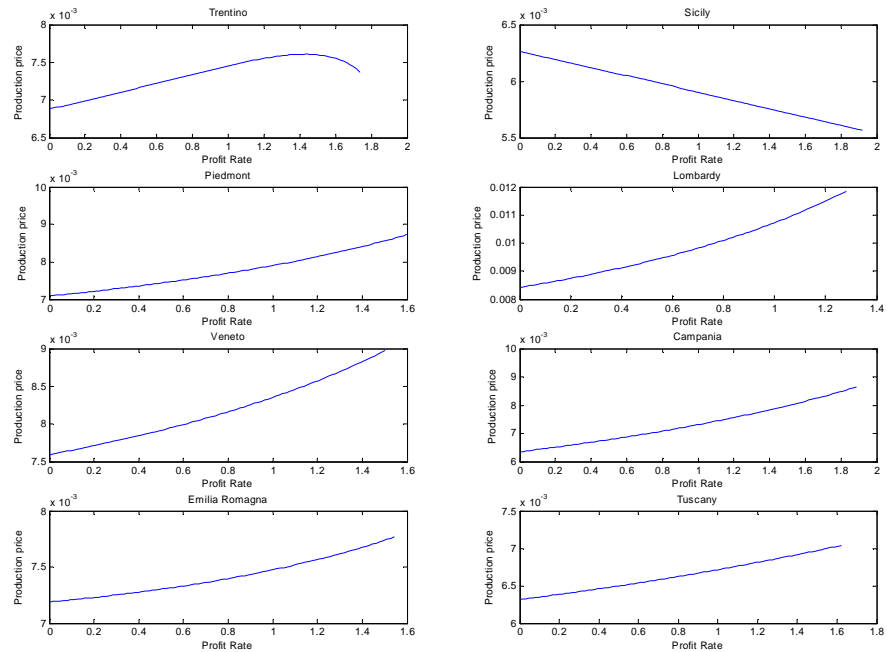 x 10⁻³
Trentino
8
7.5
7
6.5
Production price
0 0.2 0.4 0.6 0.8 1 1.2 1.4 1.6 1.8 2
Profit Rate
Sicily
x 10⁻³
6.5
6
5.5
Production price
0 0.2 0.4 0.6 0.8 1 1.2 1.4 1.6 1.8 2
Profit Rate
x 10⁻³
Piedmont
10
9
8
7
Production price
0 0.2 0.4 0.6 0.8 1 1.2 1.4 1.6
Profit Rate
Lombardy
0.012
0.011
0.01
0.009
0.008
Production price
0 0.2 0.4 0.6 0.8 1 1.2 1.4
Profit Rate
x 10⁻³
Veneto
9
8.5
8
7.5
Production price
0 0.2 0.4 0.6 0.8 1 1.2 1.4 1.6
Profit Rate
x 10⁻³
Campania
10
9
8
7
6
Production price
0 0.2 0.4 0.6 0.8 1 1.2 1.4 1.6 1.8 2
Profit Rate
x 10⁻³
Emilia Romagna
8
7.5
7
Production price
0 0.2 0.4 0.6 0.8 1 1.2 1.4 1.6
Profit Rate
x 10⁻³
Tuscany
7.5
7
6.5
6
Production price
0 0.2 0.4 0.6 0.8 1 1.2 1.4 1.6 1.8
Profit Rate